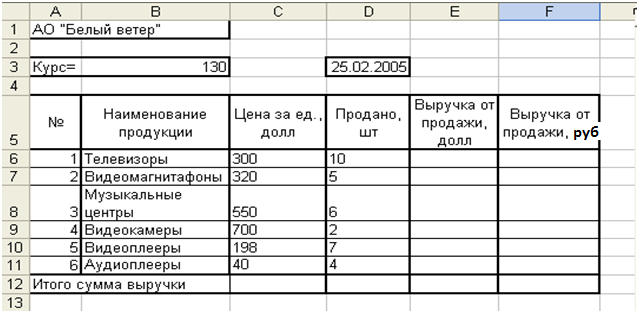 A B C D E F
1 АО "Белый ветер"
2
3 Курс= 130 25.02.2005
4
5 № Наименование продукции Цена за ед., долл Продано, шт Выручка от продажи, долл Выручка от продажи, руб
6 1 Телевизоры 300 10
7 2 Видеомагнитафоны 320 5
8 3 Музыкальные центры 550 6
9 4 Видеокамеры 700 2
10 5 Видеоплееры 198 7
11 6 Аудиоплееры 40 4
12 Итого сумма выручки
13